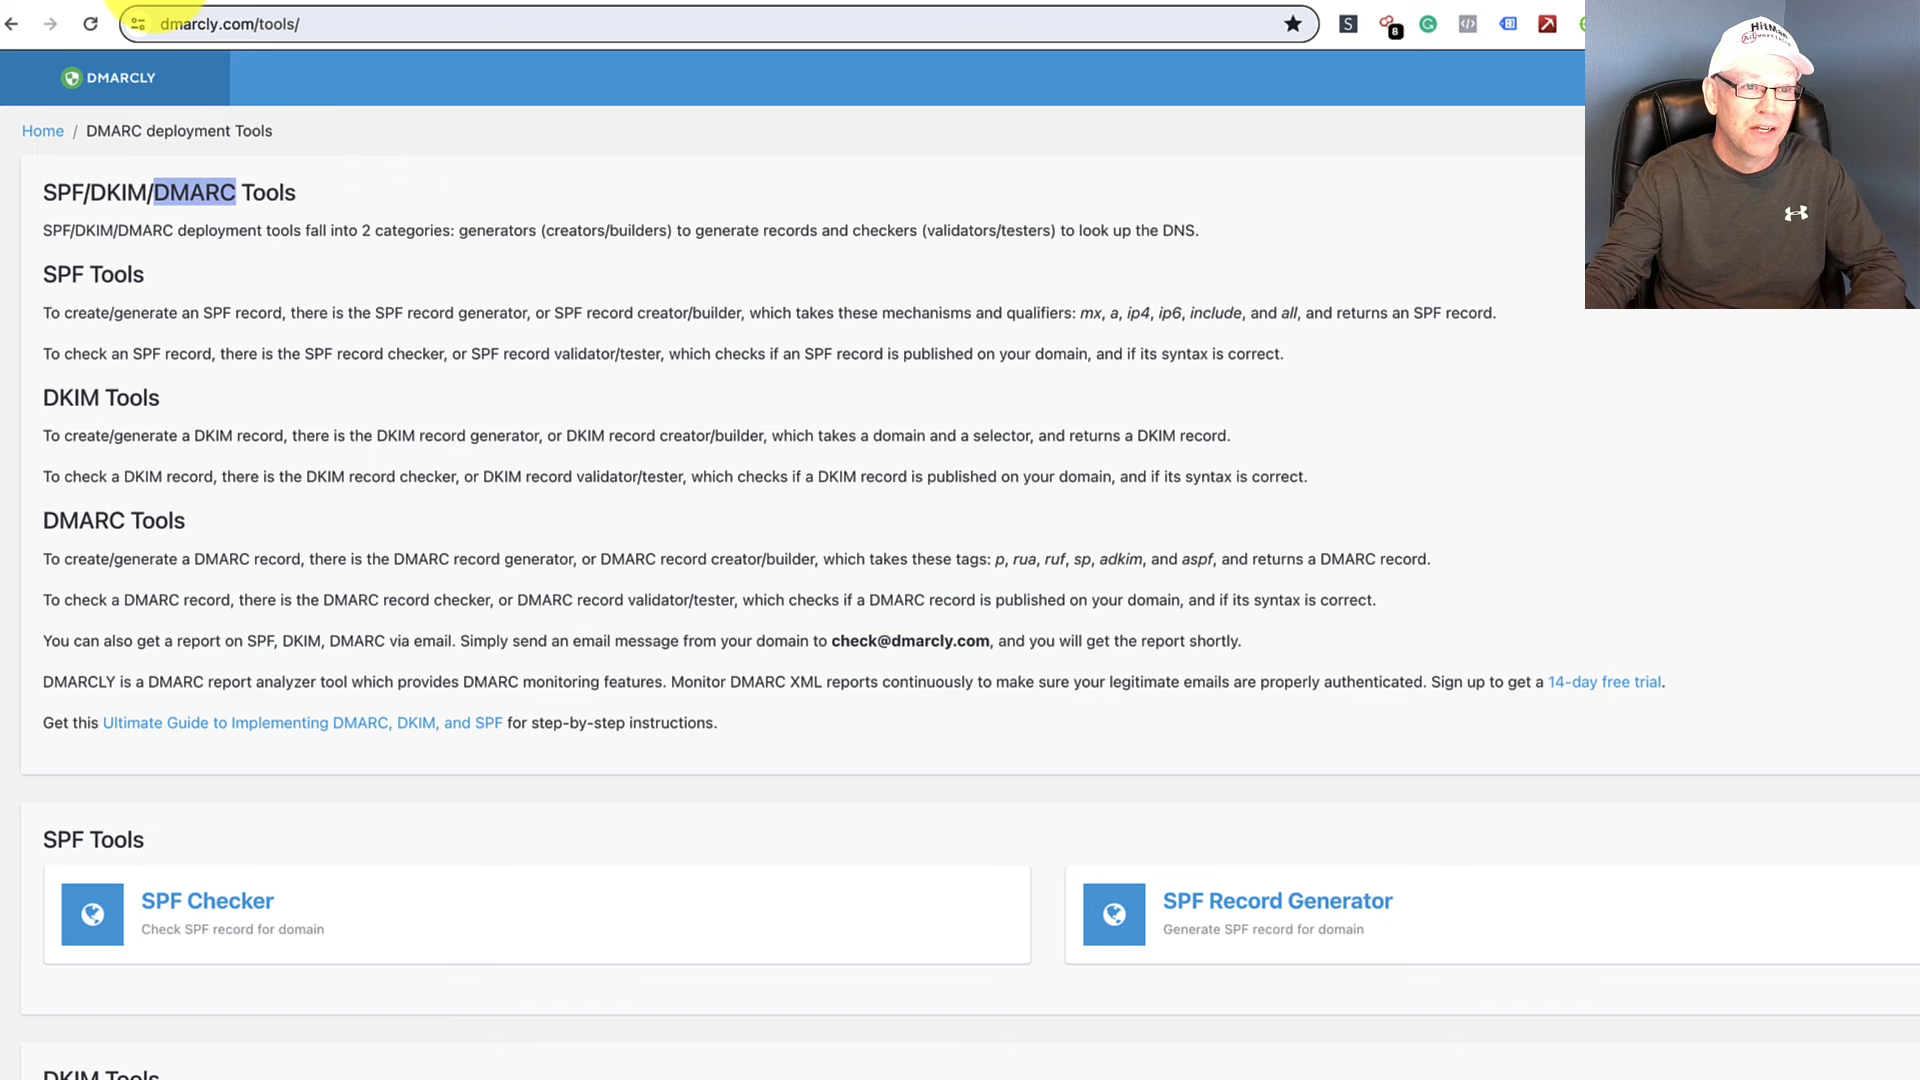 dmarcly.com/tools/
S
8
DMARCLY
Home / DMARC deployment Tools
SPF/DKIM/DMARC Tools
SPF/DKIM/DMARC deployment tools fall into 2 categories: generators (creators/builders) to generate records and checkers (validators/testers) to look up the DNS.
SPF Tools
To create/generate an SPF record, there is the SPF record generator, or SPF record creator/builder, which takes these mechanisms and qualifiers: mx, a, ip4, ip6, include, and all, and returns an SPF record.
To check an SPF record, there is the SPF record checker, or SPF record validator/tester, which checks if an SPF record is published on your domain, and if its syntax is correct.
DKIM Tools
To create/generate a DKIM record, there is the DKIM record generator, or DKIM record creator/builder, which takes a domain and a selector, and returns a DKIM record.
To check a DKIM record, there is the DKIM record checker, or DKIM record validator/tester, which checks if a DKIM record is published on your domain, and if its syntax is correct.
DMARC Tools
To create/generate a DMARC record, there is the DMARC record generator, or DMARC record creator/builder, which takes these tags: p, rua, ruf, sp, adkim, and aspf, and returns a DMARC record.
To check a DMARC record, there is the DMARC record checker, or DMARC record validator/tester, which checks if a DMARC record is published on your domain, and if its syntax is correct.
You can also get a report on SPF, DKIM, DMARC via email. Simply send an email message from your domain to check@dmarcly.com, and you will get the report shortly.
DMARCLY is a DMARC report analyzer tool which provides DMARC monitoring features. Monitor DMARC XML reports continuously to make sure your legitimate emails are properly authenticated. Sign up to get a 14-day free trial.
Get this Ultimate Guide to Implementing DMARC, DKIM, and SPF for step-by-step instructions.
SPF Tools
SPF Checker
Check SPF record for domain
SPF Record Generator
Generate SPF record for domain
DKIM Tools
HitMan